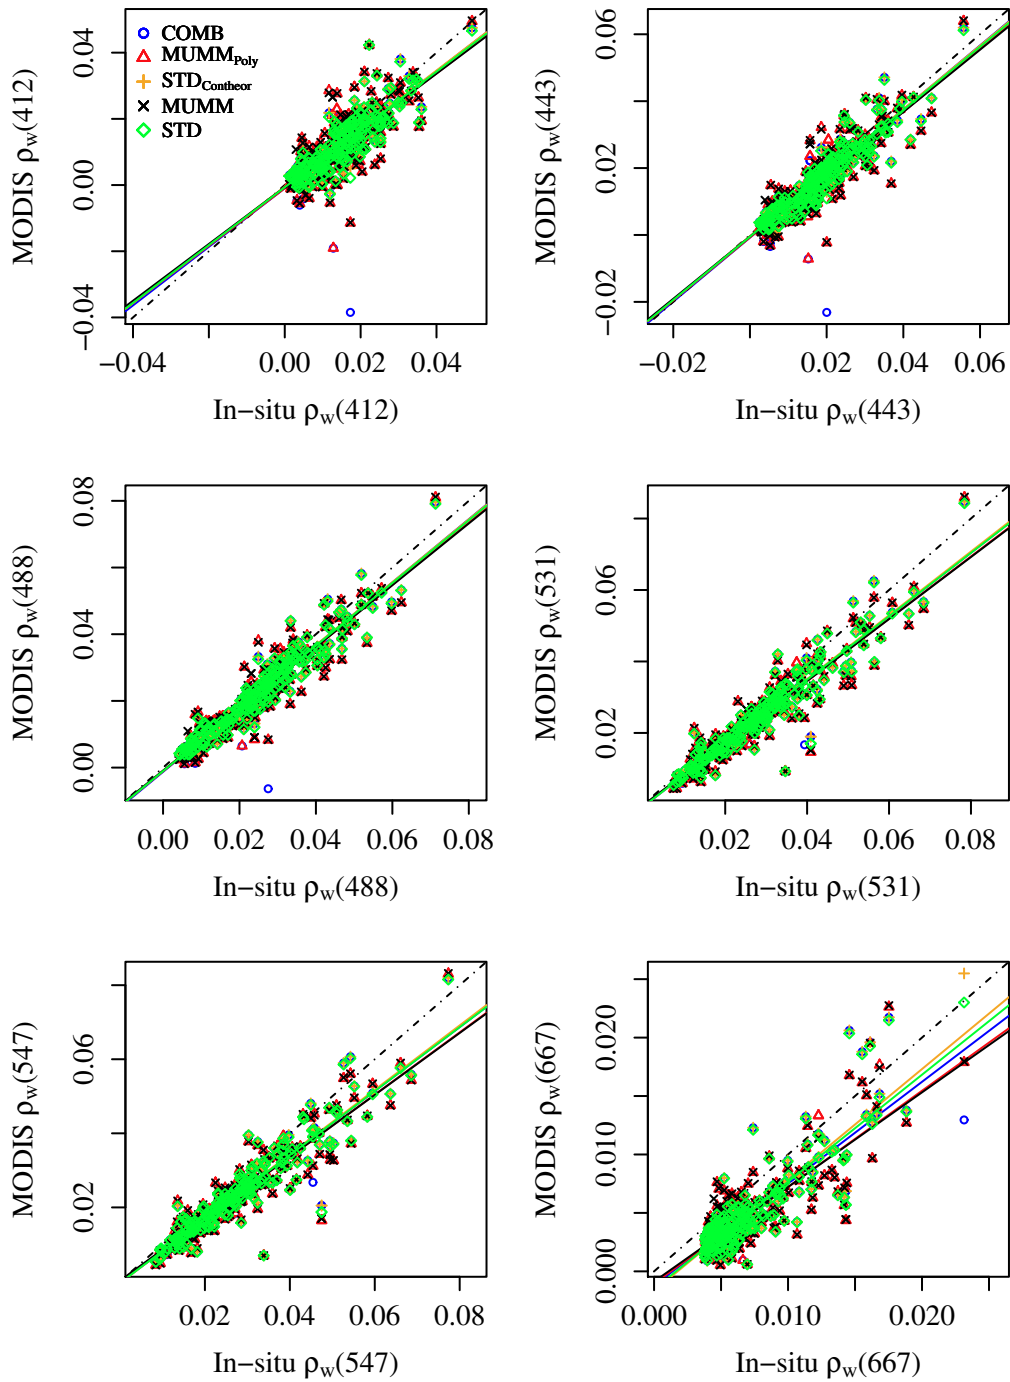 COMB
MUMM_Poly
STD_Contheor
MUMM
STD
MODIS ρw(412)
0.04
0.00
−0.04
−0.04
0.00
0.02
0.04
In−situ ρw(412)
MODIS ρw(443)
0.06
0.02
−0.02
−0.02
0.02
0.04
0.06
In−situ ρw(443)
MODIS ρw(488)
0.08
0.04
0.00
0.00
0.02
0.04
0.06
0.08
In−situ ρw(488)
MODIS ρw(531)
0.06
0.02
0.02
0.04
0.06
0.08
In−situ ρw(531)
MODIS ρw(547)
0.06
0.02
0.02
0.04
0.06
0.08
In−situ ρw(547)
MODIS ρw(667)
0.020
0.010
0.000
0.000
0.010
0.020
In−situ ρw(667)